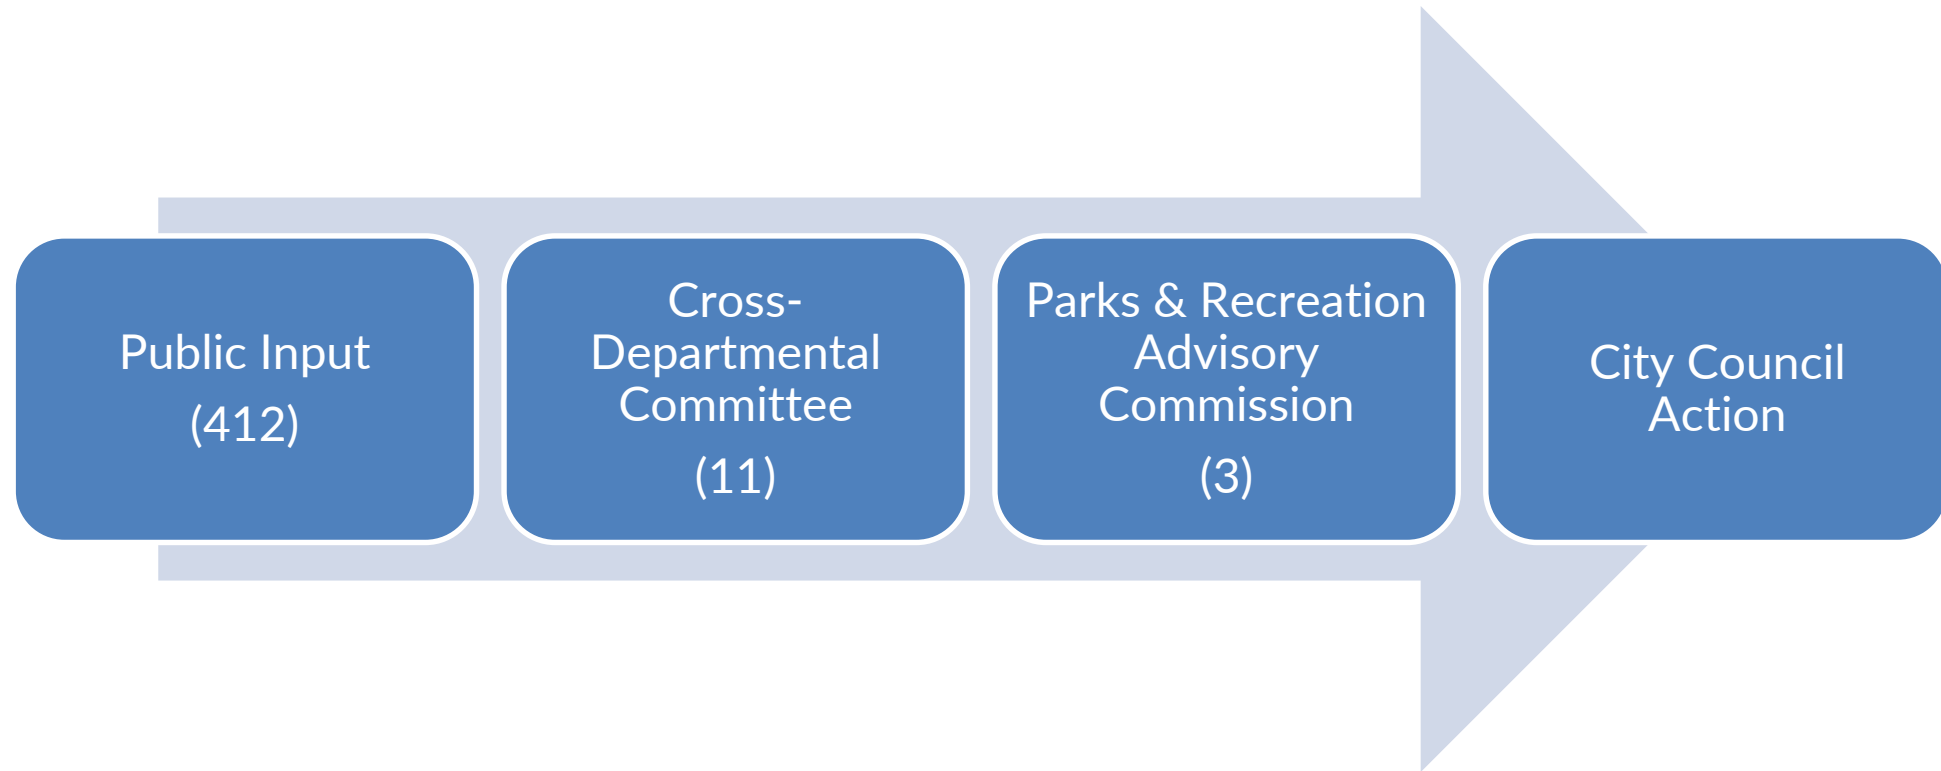 Public Input
(412)
Cross-
Departmental
Committee
(11)
Parks & Recreation
Advisory
Commission
(3)
City Council
Action